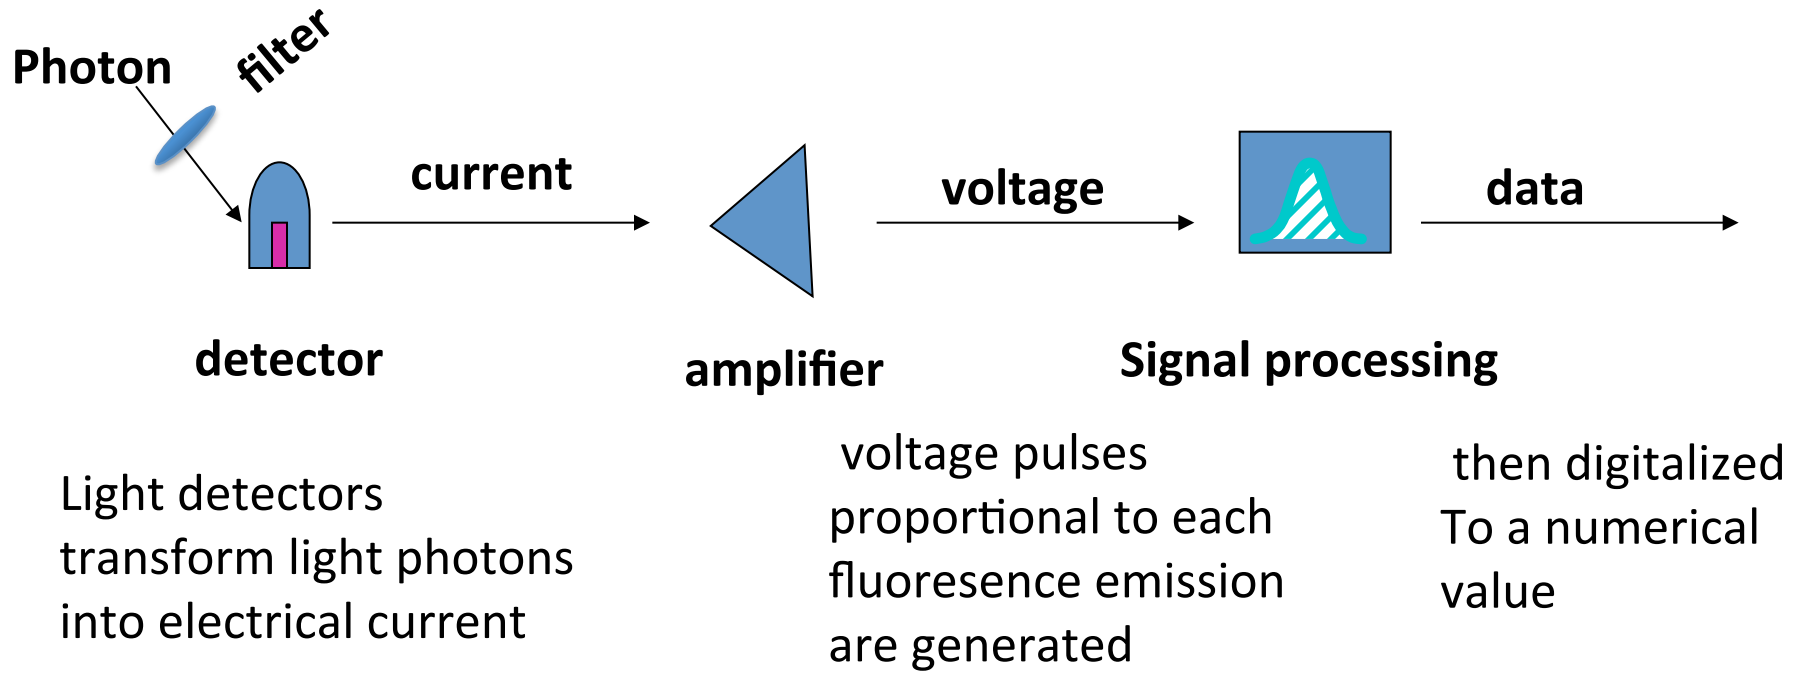 Photon
filter
current
voltage
data
detector
amplifier
Signal processing
Light detectors
transform light photons
into electrical current
voltage pulses
proportional to each
fluoresence emission
are generated
then digitalized
To a numerical
value